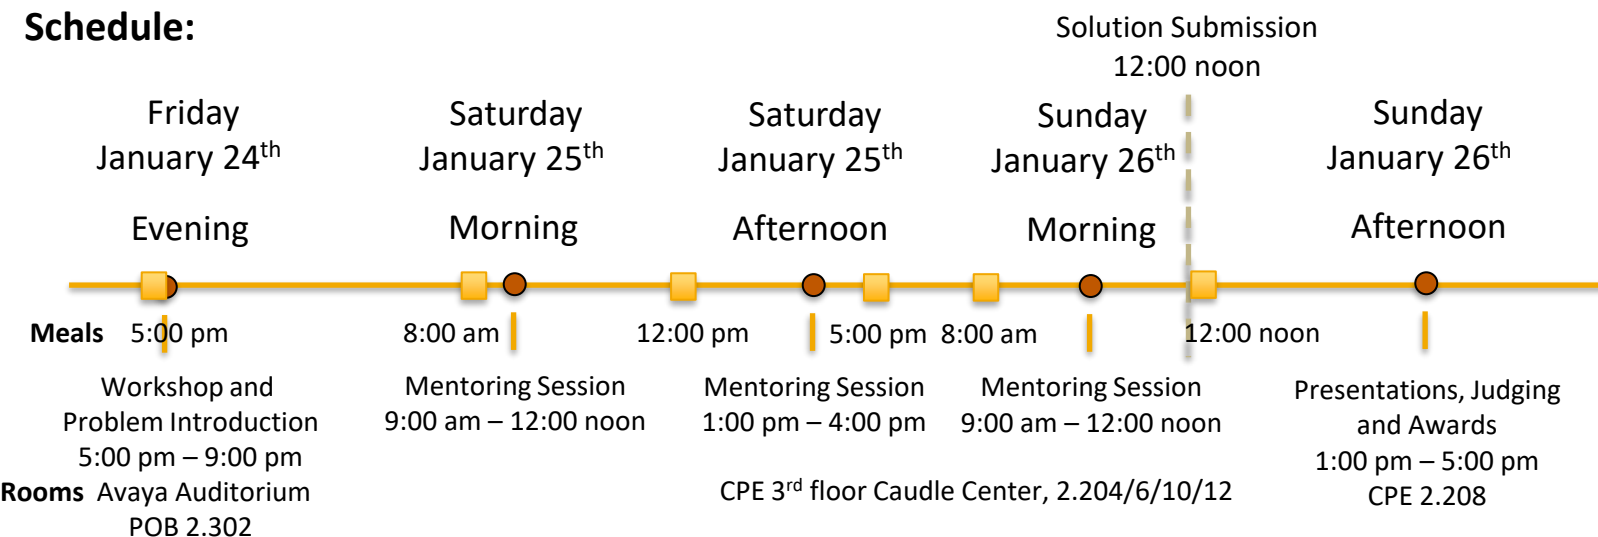 Schedule:
Solution Submission
12:00 noon
Friday
January 24th
Evening
Saturday
January 25th
Morning
Saturday
January 25th
Afternoon
Sunday
January 26th
Morning
Sunday
January 26th
Afternoon
Meals 5:00 pm 8:00 am 12:00 pm 5:00 pm 8:00 am 12:00 noon
Workshop and
Problem Introduction
5:00 pm – 9:00 pm
Rooms Avaya Auditorium
POB 2.302
Mentoring Session
9:00 am – 12:00 noon
Mentoring Session
1:00 pm – 4:00 pm
Mentoring Session
9:00 am – 12:00 noon
CPE 3rd floor Caudle Center, 2.204/6/10/12
Presentations, Judging
and Awards
1:00 pm – 5:00 pm
CPE 2.208